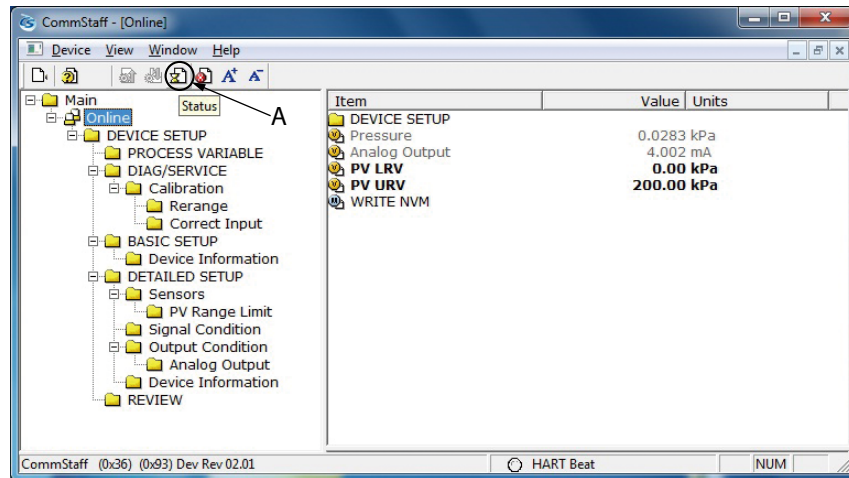 CommStaff - [Online]
Device View Window Help
Status
A
Main
Online
DEVICE SETUP
PROCESS VARIABLE
DIAG/SERVICE
Calibration
Rerange
Correct Input
BASIC SETUP
Device Information
DETAILED SETUP
Sensors
PV Range Limit
Signal Condition
Output Condition
Analog Output
Device Information
REVIEW
Item Value Units
DEVICE SETUP
Pressure 0.0283 kPa
Analog Output 4.002 mA
PV LRV 0.00 kPa
PV URV 200.00 kPa
WRITE NVM
CommStaff (0x36) (0x93) Dev Rev 02.01 HART Beat NUM